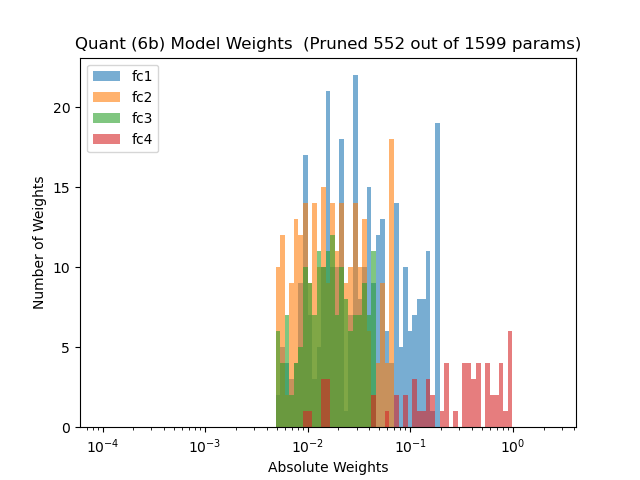 Quant (6b) Model Weights  (Pruned 552 out of 1599 params)
fc1
fc2
fc3
fc4
Number of Weights
20
15
10
5
0
10⁻⁴
10⁻³
10⁻²
10⁻¹
10⁰
Absolute Weights